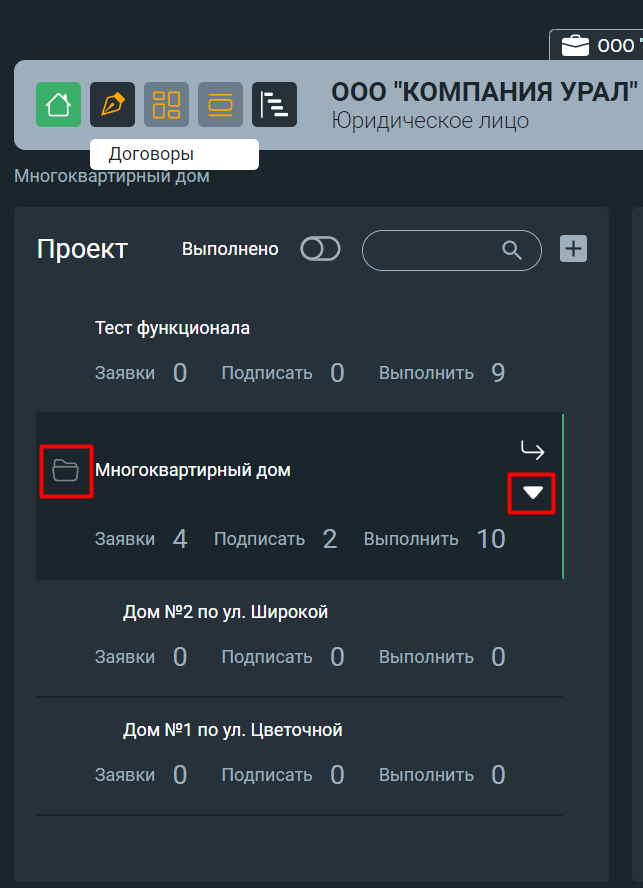 ООО "
ООО "КОМПАНИЯ УРАЛ"
Юридическое лицо
Договоры
Многоквартирный дом
Проект Выполнено
Тест функционала
Заявки 0 Подписать 0 Выполнить 9
Многоквартирный дом
Заявки 4 Подписать 2 Выполнить 10
Дом №2 по ул. Широкой
Заявки 0 Подписать 0 Выполнить 0
Дом №1 по ул. Цветочной
Заявки 0 Подписать 0 Выполнить 0